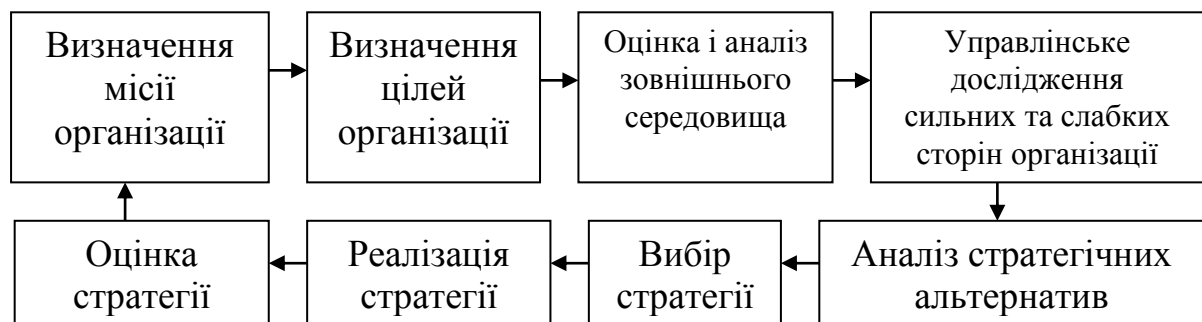 Визначення
місії
організації
Визначення
цілей
організації
Оцінка і аналіз
зовнішнього
середовища
Управлінське
дослідження
сильних та слабких
сторін організації
Оцінка
стратегії
Реалізація
стратегії
Вибір
стратегії
Аналіз стратегічних
альтернатив